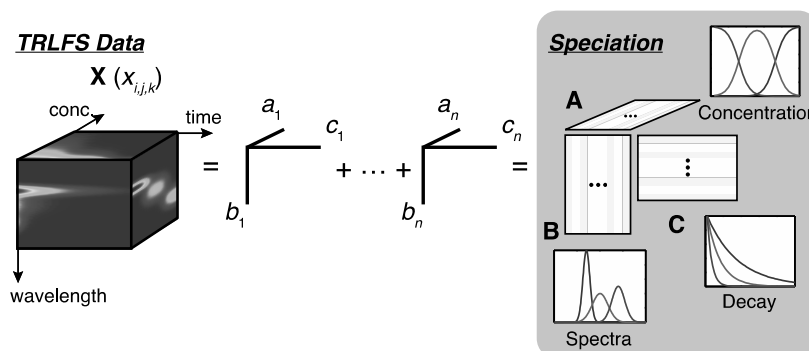 TRLFS Data
X (x_{i,j,k})
conc.
time
wavelength
=
a_1
c_1
b_1
+ ... +
a_n
c_n
b_n
=
Speciation
A
...
Concentration
...
B
...
C
Spectra
Decay